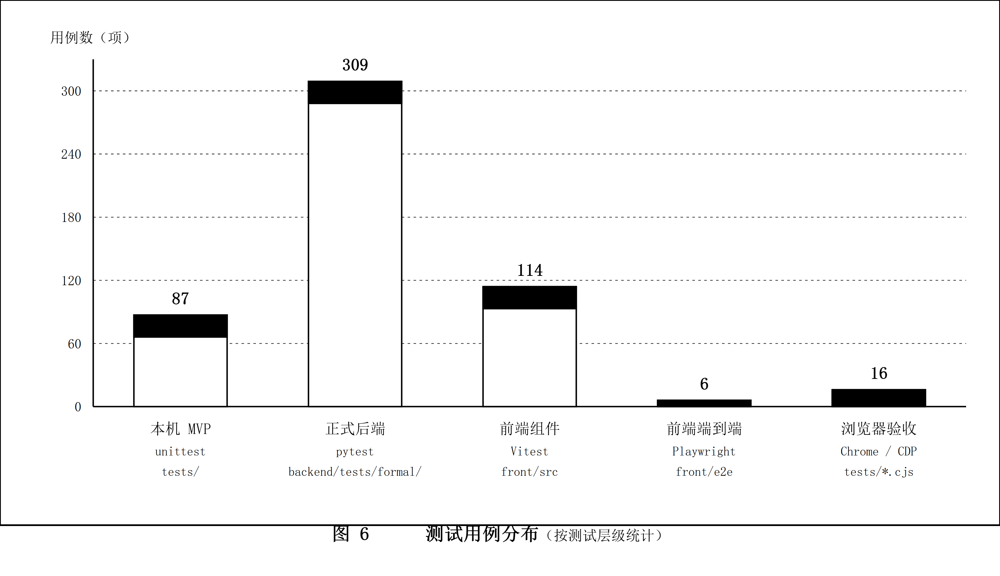 用例数（项）
309
300
240
180
114
120
87
60
16
6
0
本机 MVP 正式后端 前端组件 前端端到端 浏览器验收
unittest pytest Vitest Playwright Chrome / CDP
tests/ backend/tests/formal/ front/src front/e2e tests/*.cjs
图 6 测试用例分布（按测试层级统计）